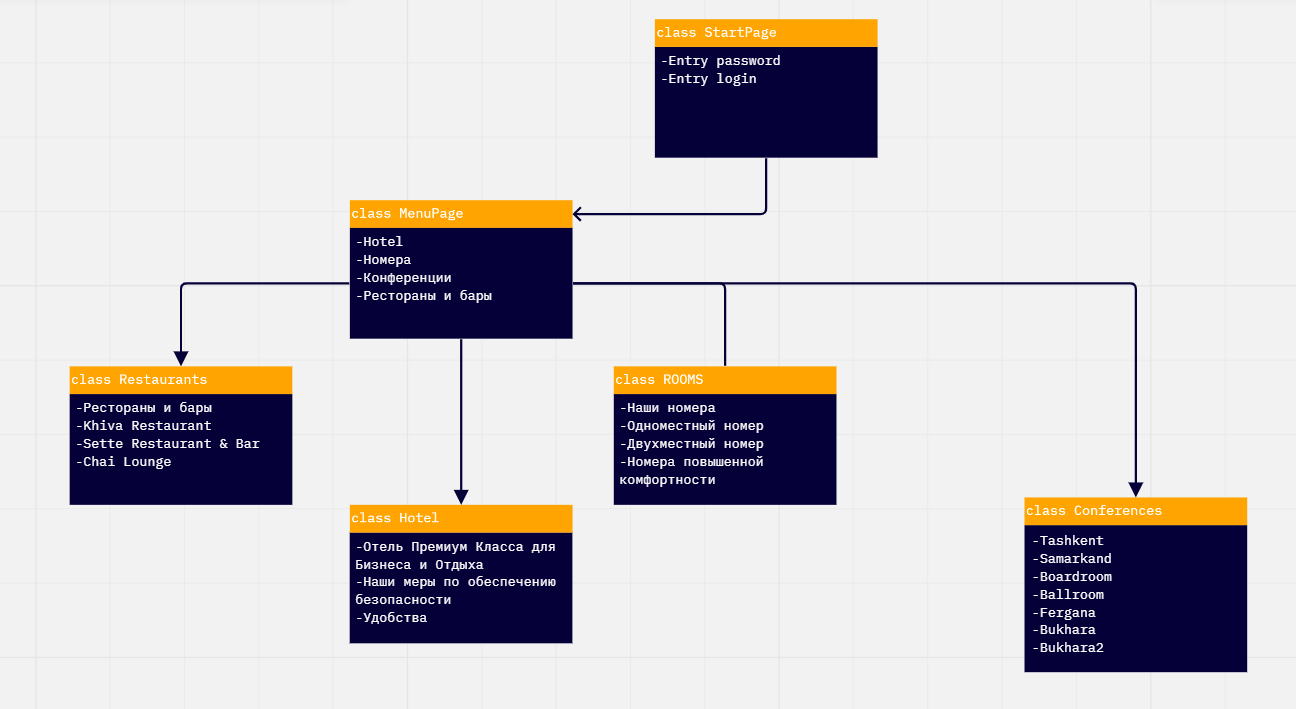 class StartPage
-Entry password
-Entry login
class MenuPage
-Hotel
-Номера
-Конференции
-Рестораны и бары
class Restaurants
-Рестораны и бары
-Khiva Restaurant
-Sette Restaurant & Bar
-Chai Lounge
class ROOMS
-Наши номера
-Одноместный номер
-Двухместный номер
-Номера повышенной
комфортности
class Hotel
-Отель Премиум Класса для
Бизнеса и Отдыха
-Наши меры по обеспечению
безопасности
-Удобства
class Conferences
-Tashkent
-Samarkand
-Boardroom
-Ballroom
-Fergana
-Bukhara
-Bukhara2